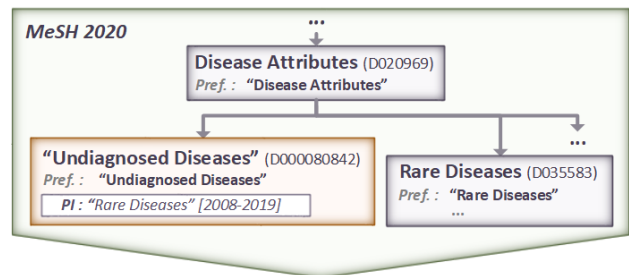 MeSH 2020
...
Disease Attributes (D020969)
Pref. : “Disease Attributes”
...
“Undiagnosed Diseases” (D000080842)
Pref. : “Undiagnosed Diseases”
PI : “Rare Diseases” [2008-2019]
Rare Diseases (D035583)
Pref. : “Rare Diseases”
...